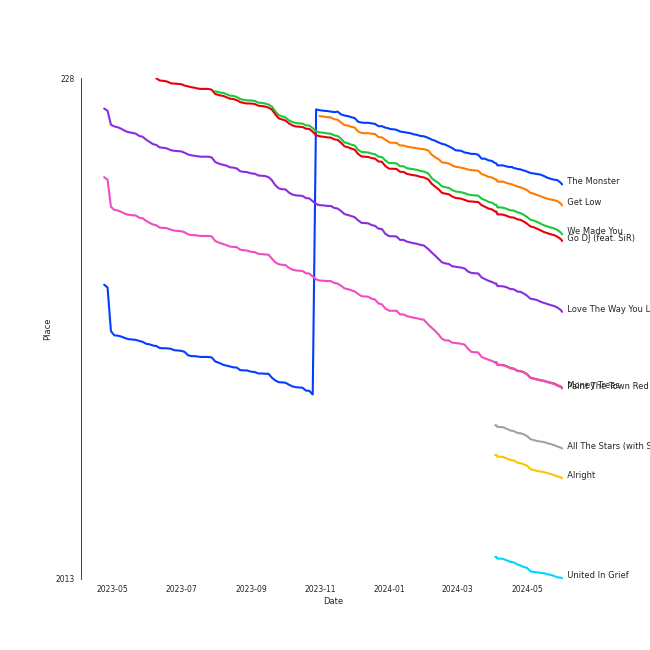 228
The Monster
Get Low
We Made You
Go DJ (feat. SiR)
Love The Way You L
Place
Paint The Town Red
All The Stars (with S
Alright
United In Grief
2013
2023-05 2023-07 2023-09 2023-11 2024-01 2024-03 2024-05
Date